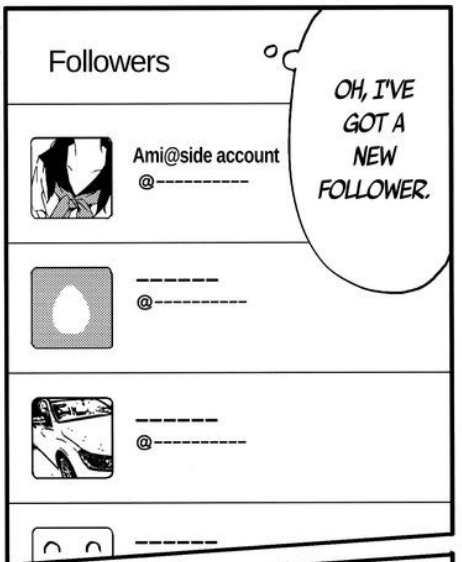 Followers
OH, I'VE
GOT A
NEW
FOLLOWER.
Ami@side account
@----------
------
@----------
------
@----------
------